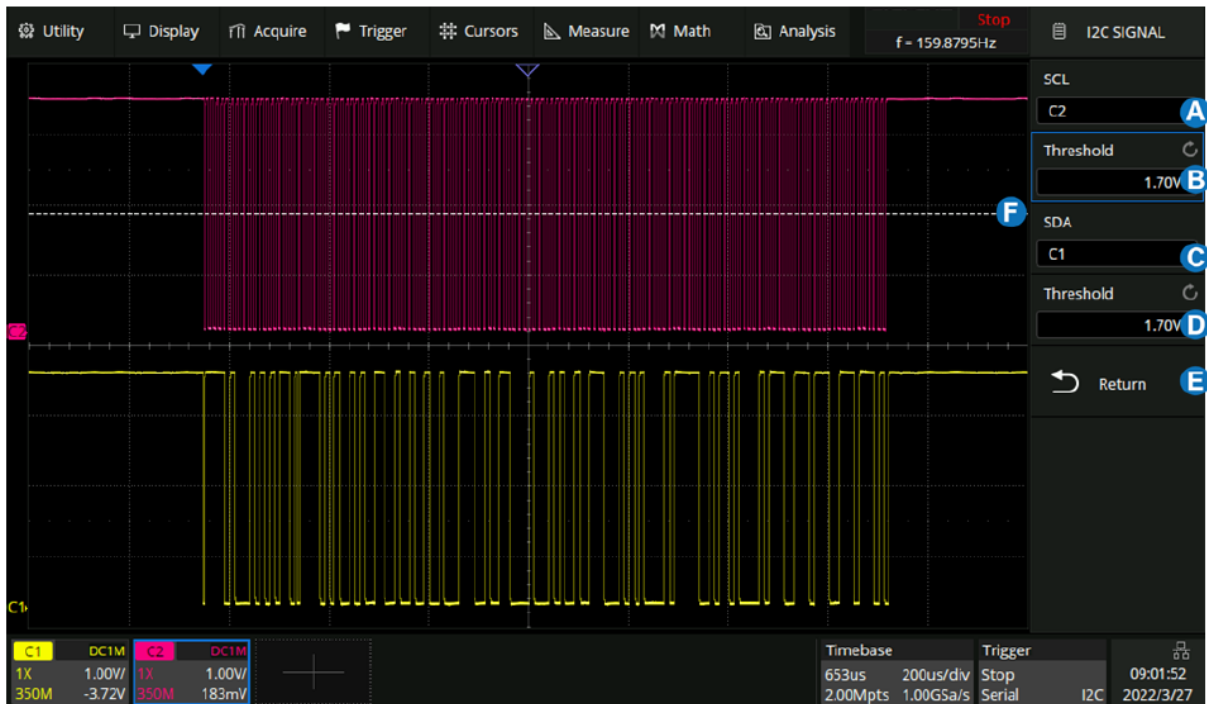 Utility Display Acquire Trigger Cursors Measure Math Analysis
Stop
f = 159.8795Hz
I2C SIGNAL
SCL
C2
A
Threshold
1.70V
B
F
SDA
C1
C
Threshold
1.70V
D
Return
E
C2
C1
C1 DC1M
1X 1.00V/
350M -3.72V
C2 DC1M
1X 1.00V/
350M 183mV
Timebase
653us 200us/div
2.00Mpts 1.00GSa/s
Trigger
Stop
Serial I2C
09:01:52
2022/3/27